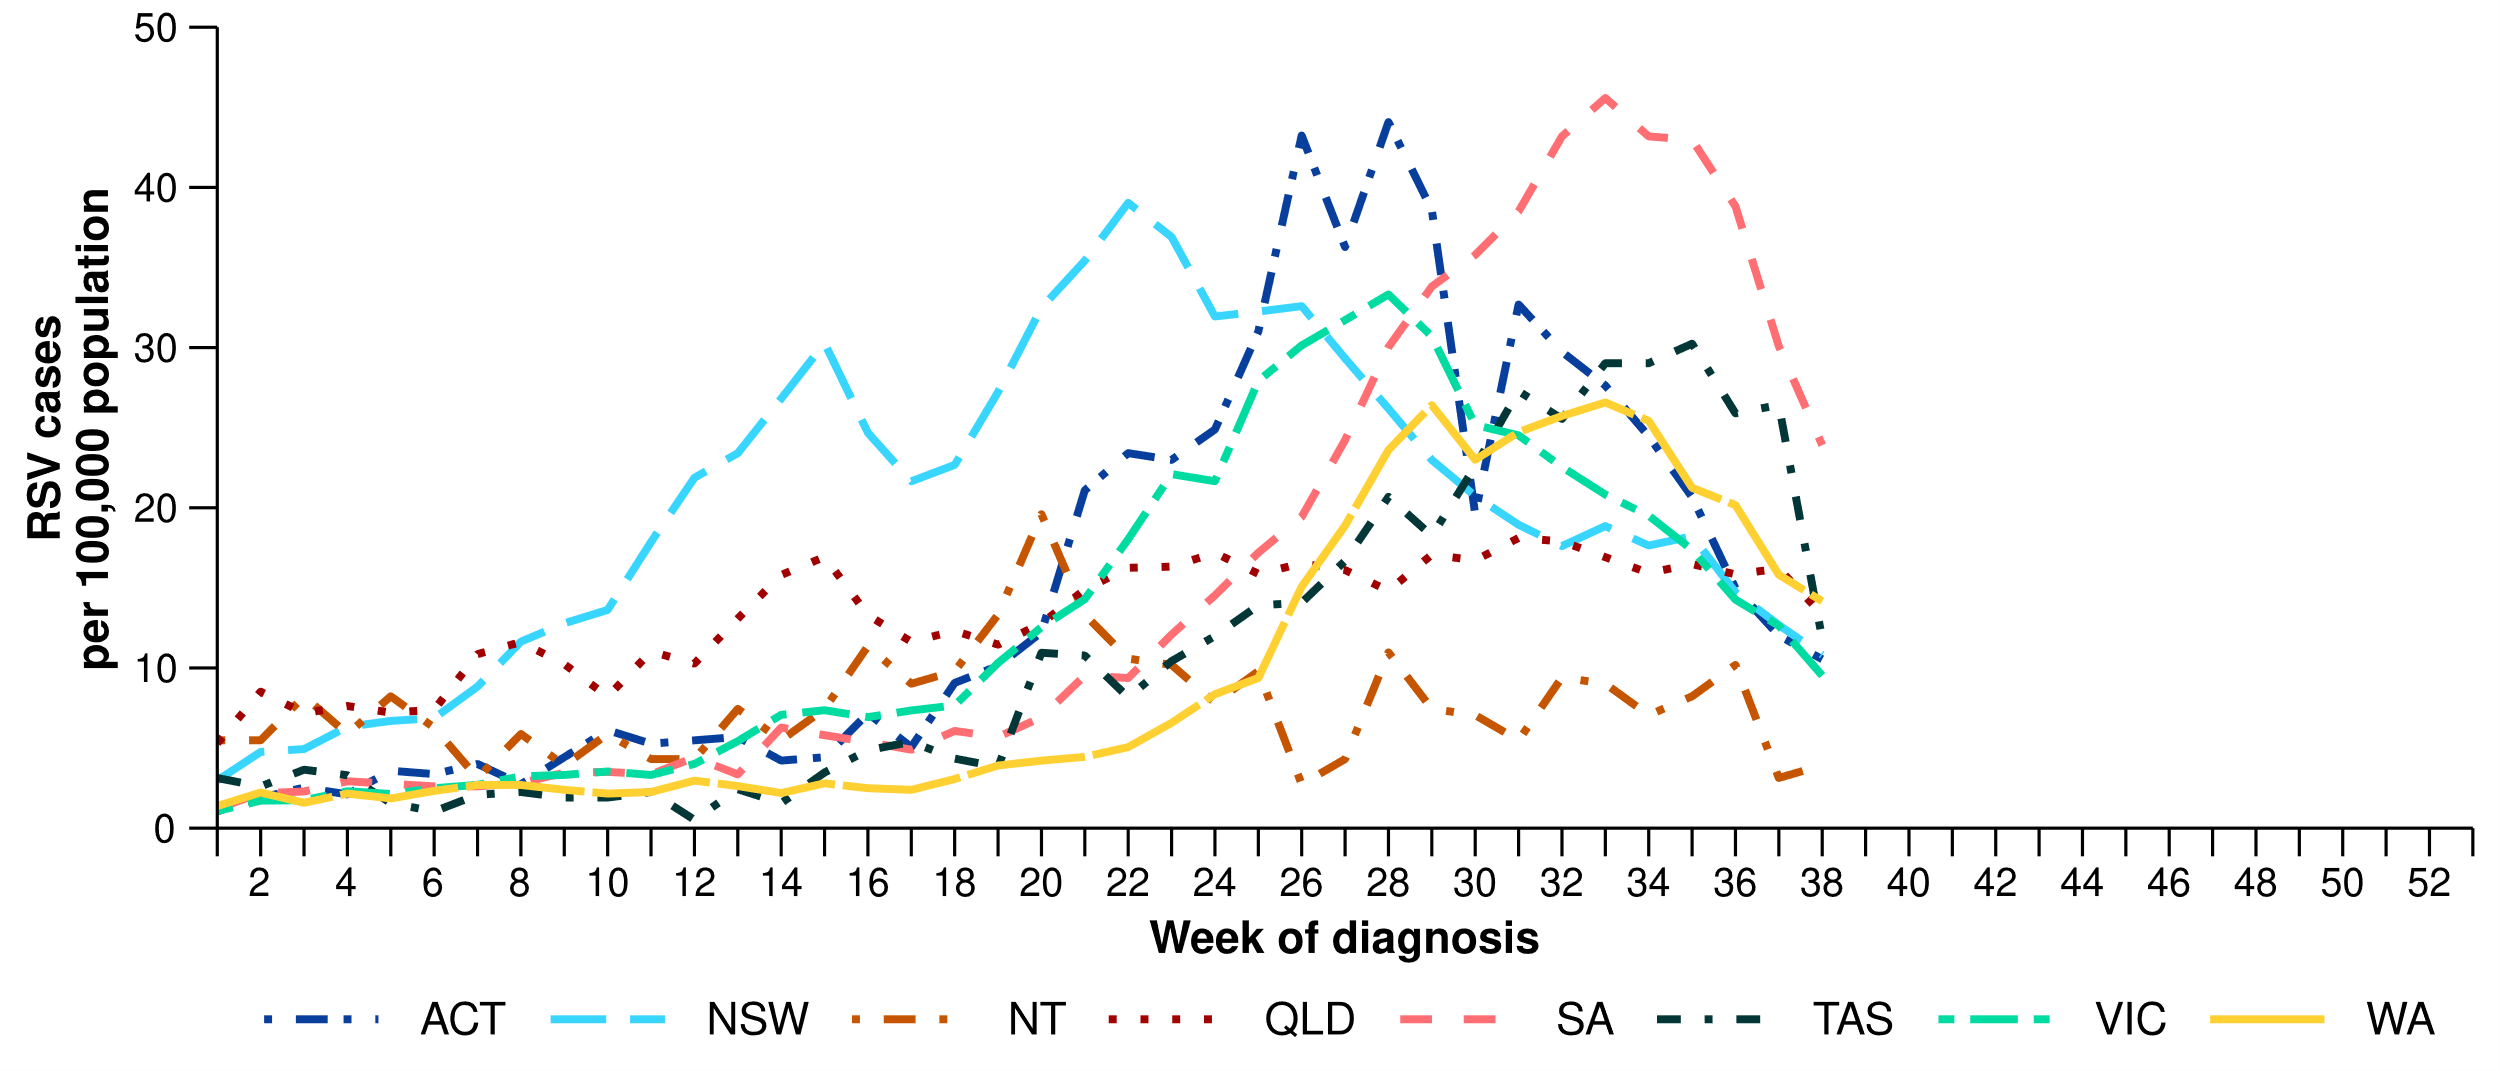 50
40
30
20
10
0
RSV cases
per 100,000 population
2 4 6 8 10 12 14 16 18 20 22 24 26 28 30 32 34 36 38 40 42 44 46 48 50 52
Week of diagnosis
ACT NSW NT QLD SA TAS VIC WA